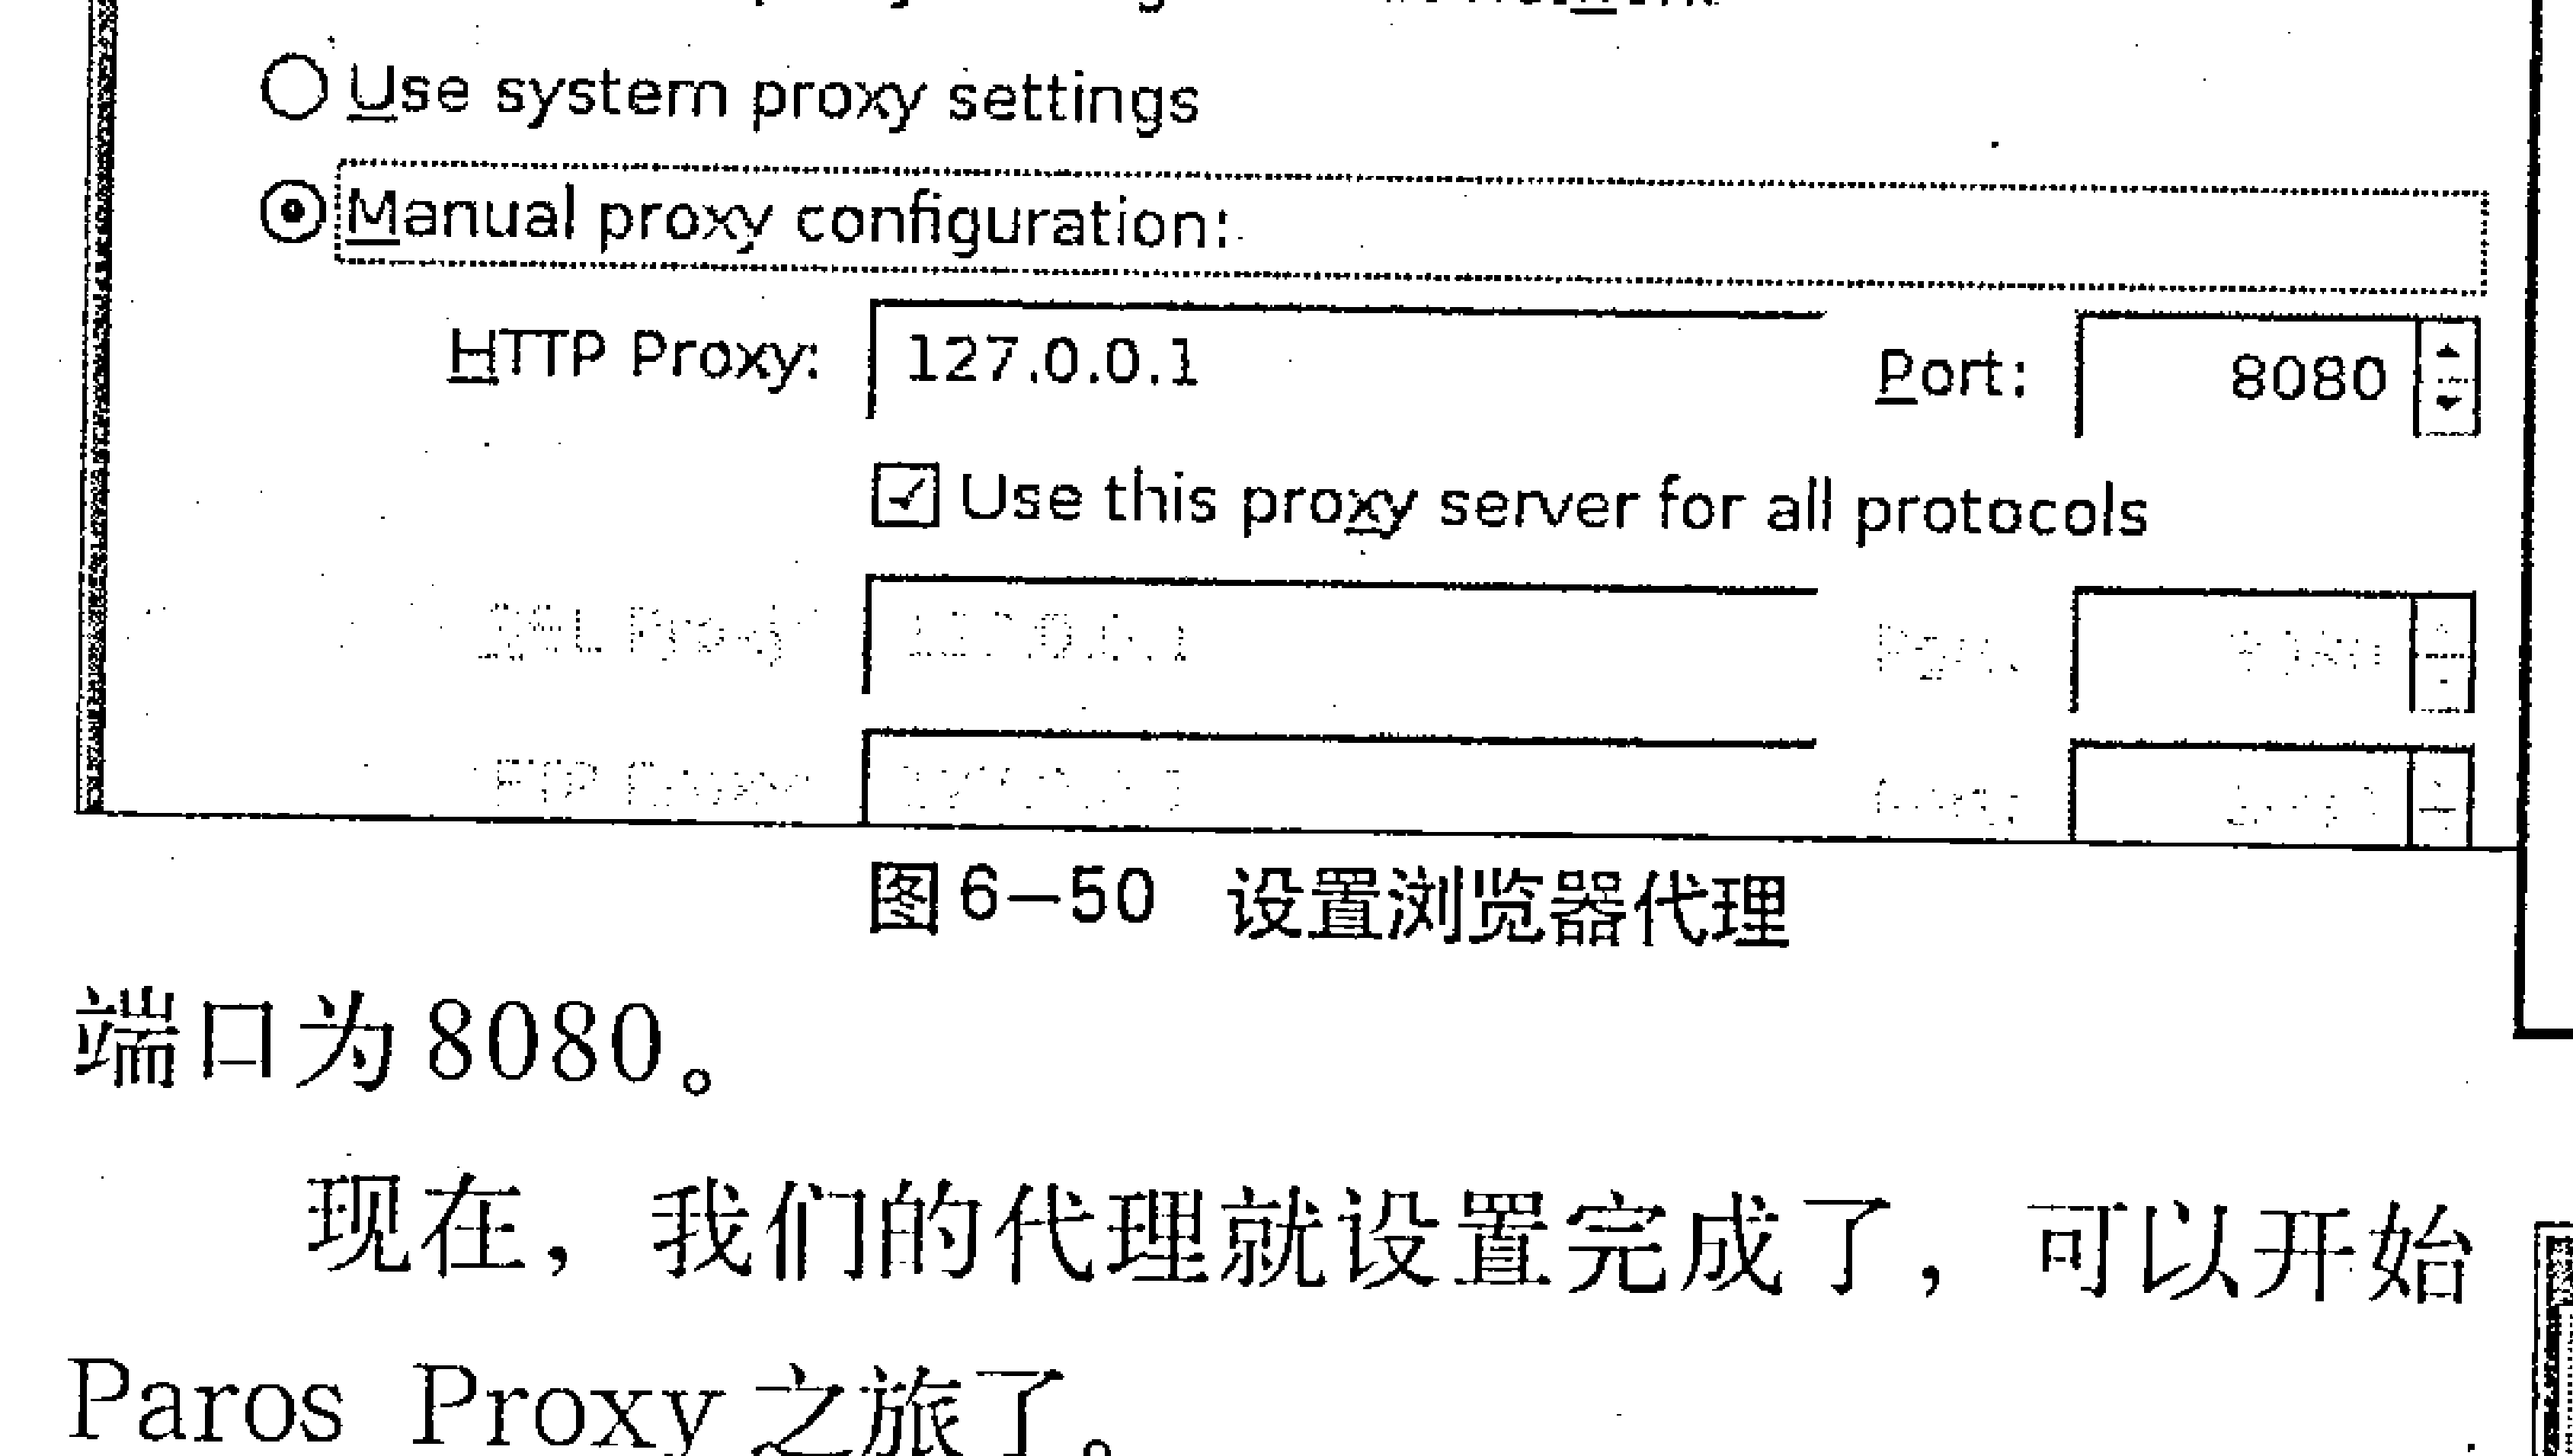 Use system proxy settings
Manual proxy configuration:
HTTP Proxy: 127.0.0.1 Port: 8080
Use this proxy server for all protocols
Proxy
图6-50 设置浏览器代理
端口为8080。
现在，我们的代理就设置完成了，可以开始
Paros Proxy之旅了。